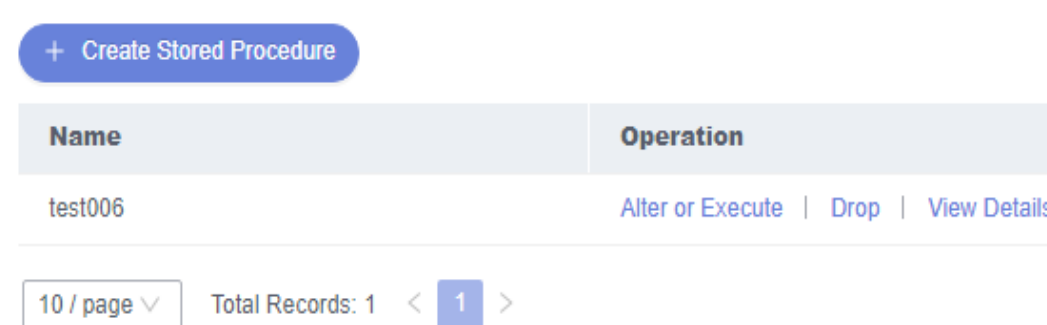 + Create Stored Procedure
Name Operation
test006 Alter or Execute | Drop | View Details
10 / page Total Records: 1 < 1 >